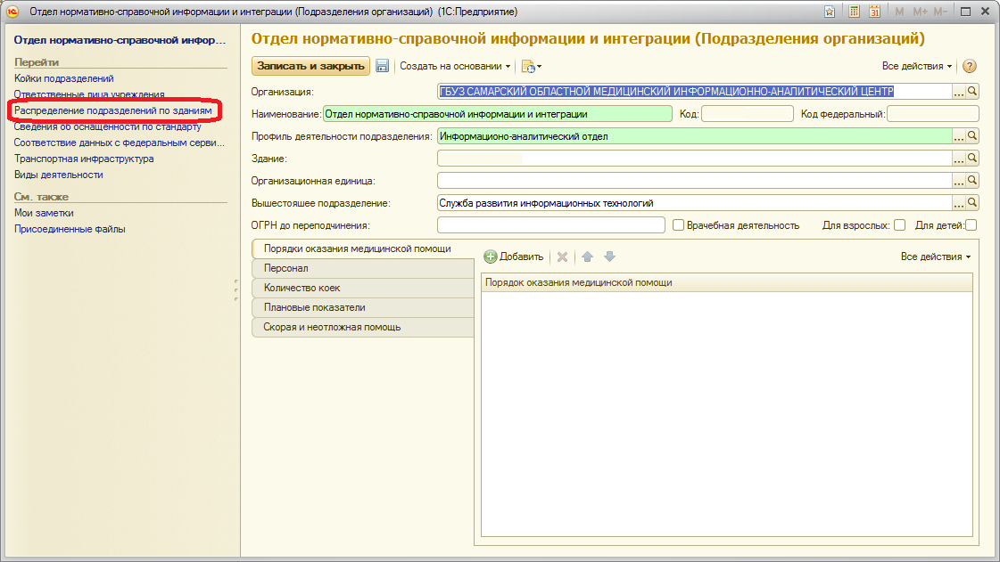 Отдел нормативно-справочной информации и интеграции (Подразделения организаций) (1С:Предприятие)
M M+ M-
Отдел нормативно-справочной инфор...
Перейти
Койки подразделений
Ответственные лица учреждения
Распределение подразделений по зданиям
Сведения об оснащенности по стандарту
Соответствие данных с федеральным серви...
Транспортная инфраструктура
Виды деятельности
См. также
Мои заметки
Присоединенные файлы
Отдел нормативно-справочной информации и интеграции (Подразделения организаций)
Записать и закрыть Создать на основании Все действия ?
Организация: ГБУЗ САМАРСКИЙ ОБЛАСТНОЙ МЕДИЦИНСКИЙ ИНФОРМАЦИОННО-АНАЛИТИЧЕСКИЙ ЦЕНТР ...
Наименование: Отдел нормативно-справочной информации и интеграции Код: Код Федеральный:
Профиль деятельности подразделения: Информационо-аналитический отдел ...
Здание: ...
Организационная единица: ...
Вышестоящее подразделение: Служба развития информационных технологий ...
ОГРН до переподчинения: Врачебная деятельность Для взрослых: Для детей:
Порядки оказания медицинской помощи
Персонал
Количество коек
Плановые показатели
Скорая и неотложная помощь
Добавить Все действия
Порядок оказания медицинской помощи